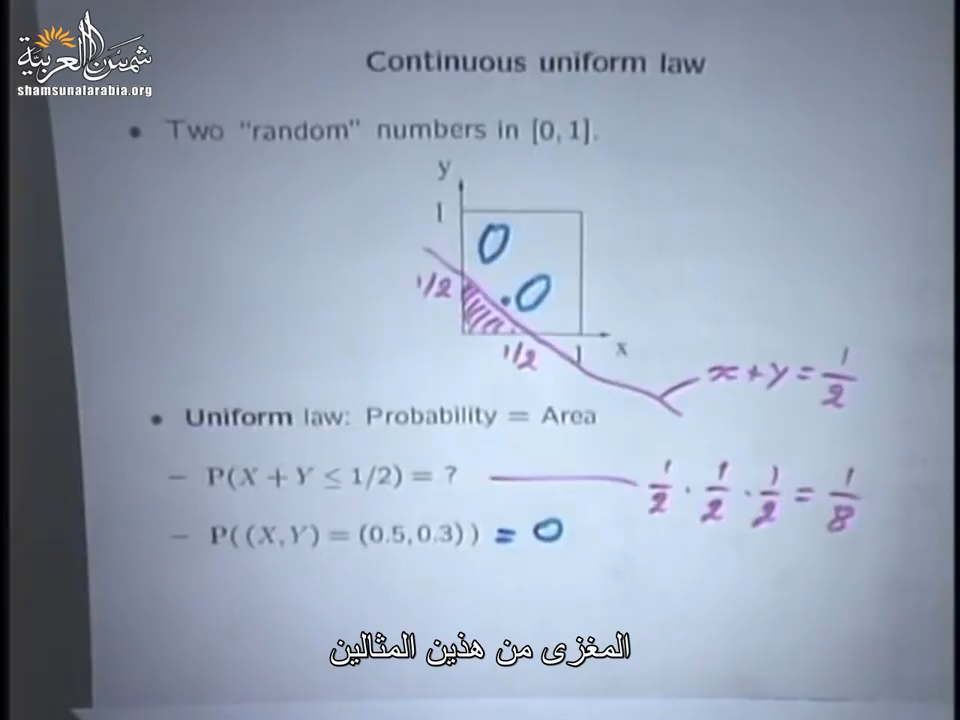 شمس العربية
shamsunalarabia.org
Continuous uniform law
• Two "random" numbers in [0, 1].
y
1
0
1/2
0
1/2
1
x
x + y = 1/2
• Uniform law: Probability = Area
– P(X + Y ≤ 1/2) = ? 1/2 · 1/2 · 1/2 = 1/8
– P((X,Y) = (0.5,0.3)) = 0
المغزى من هذين المثالين